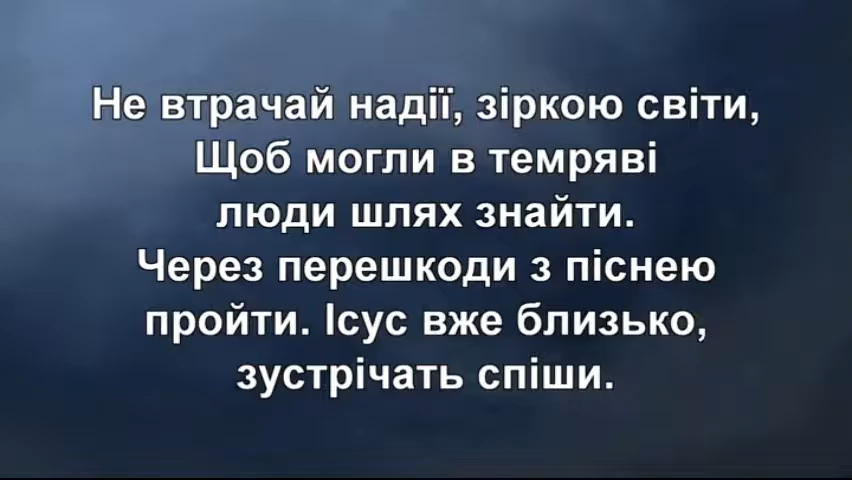 Не втрачай надії, зіркою світи,
Щоб могли в темряві
люди шлях знайти.
Через перешкоди з піснею
пройти. Ісус вже близько,
зустрічать спіши.